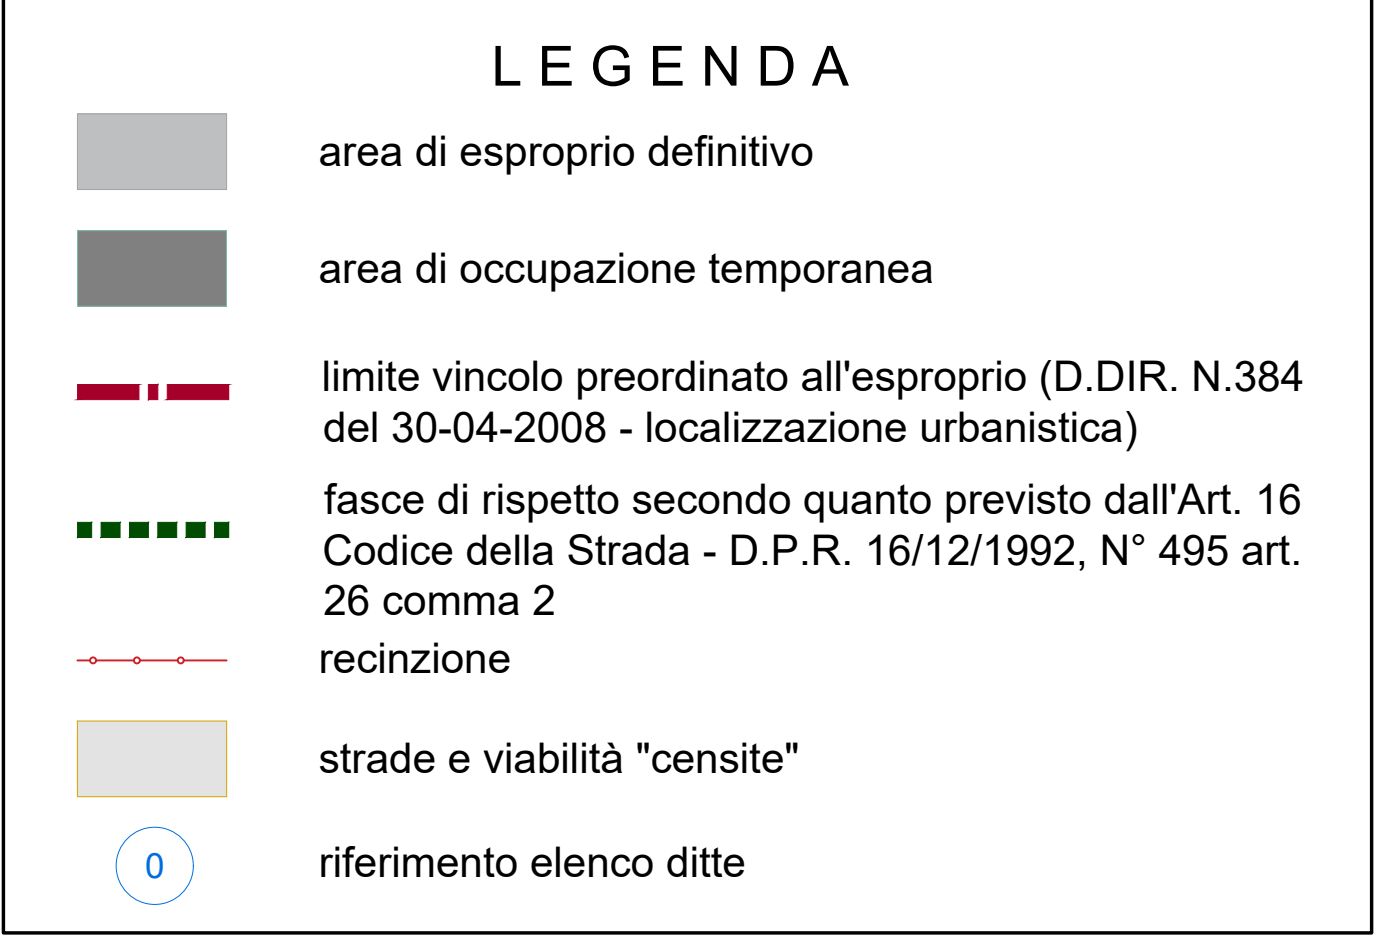 L E G E N D A
area di esproprio definitivo
area di occupazione temporanea
limite vincolo preordinato all'esproprio (D.DIR. N.384
del 30-04-2008 - localizzazione urbanistica)
fasce di rispetto secondo quanto previsto dall'Art. 16
Codice della Strada - D.P.R. 16/12/1992, N° 495 art.
26 comma 2
recinzione
strade e viabilità "censite"
0 riferimento elenco ditte